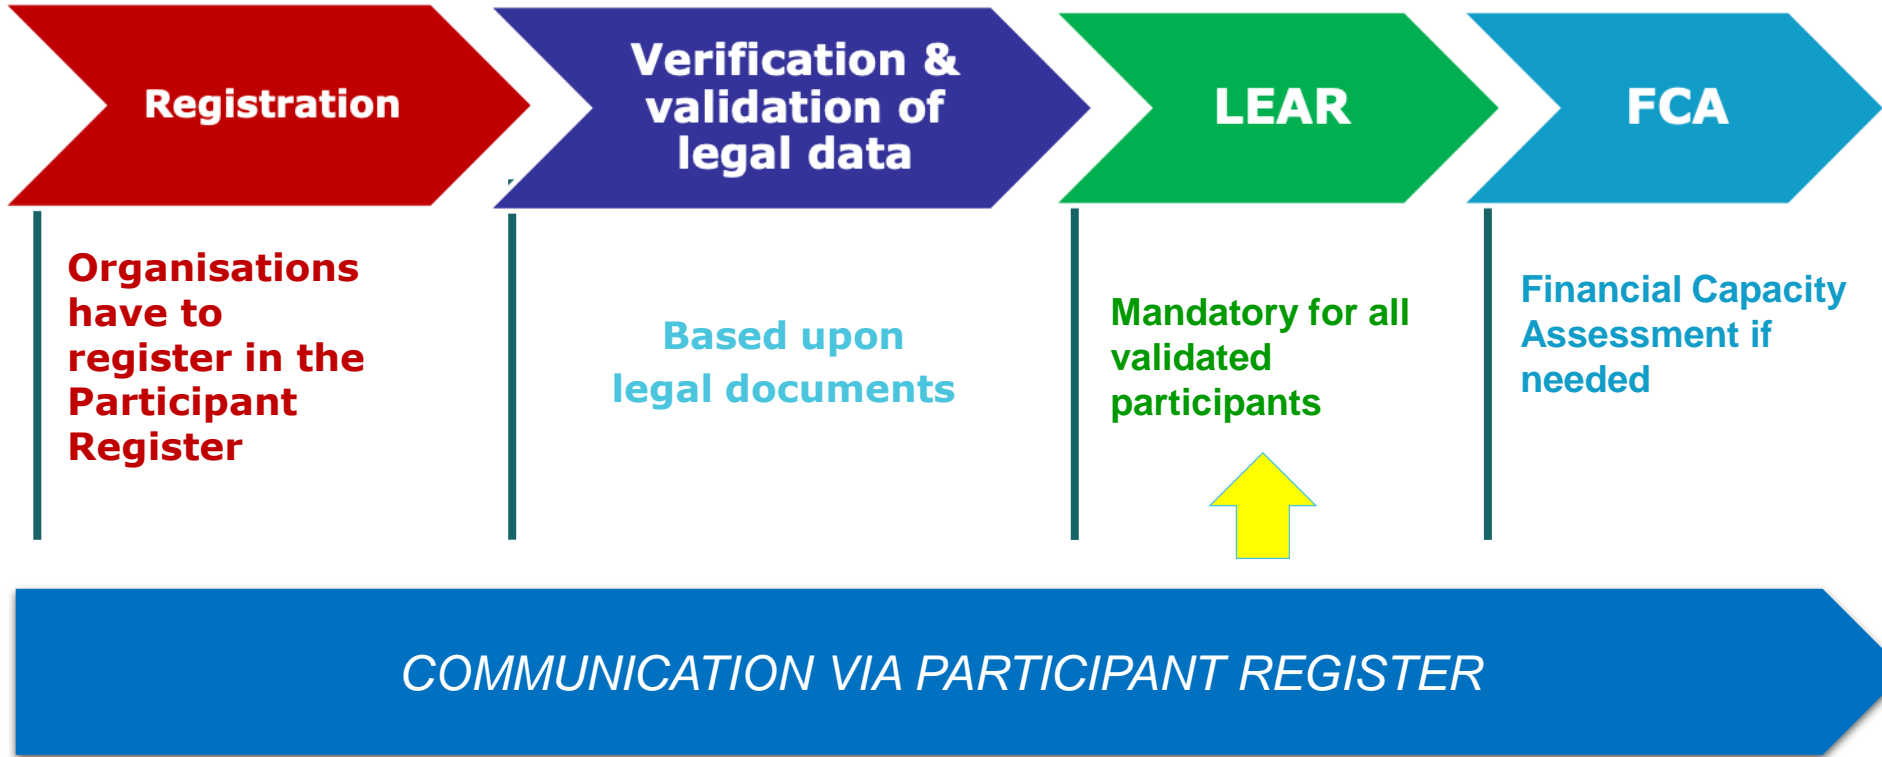 Registration
Verification &
validation of
legal data
LEAR
FCA
Organisations
have to
register in the
Participant
Register
Based upon
legal documents
Mandatory for all
validated
participants
Financial Capacity
Assessment if
needed
COMMUNICATION VIA PARTICIPANT REGISTER